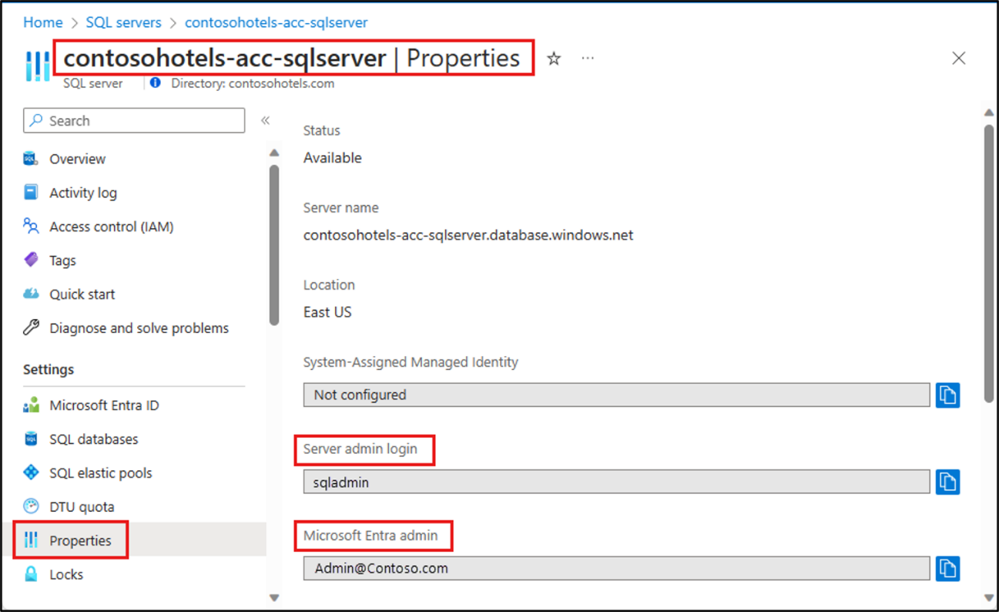 Home > SQL servers > contosohotels-acc-sqlserver
contosohotels-acc-sqlserver | Properties ☆ ...
SQL server
Directory: contosohotels.com
Search
«
Overview
Activity log
Access control (IAM)
Tags
Quick start
Diagnose and solve problems
Settings
Microsoft Entra ID
SQL databases
SQL elastic pools
DTU quota
Properties
Locks
Status
Available
Server name
contosohotels-acc-sqlserver.database.windows.net
Location
East US
System-Assigned Managed Identity
Not configured
Server admin login
sqladmin
Microsoft Entra admin
Admin@Contoso.com